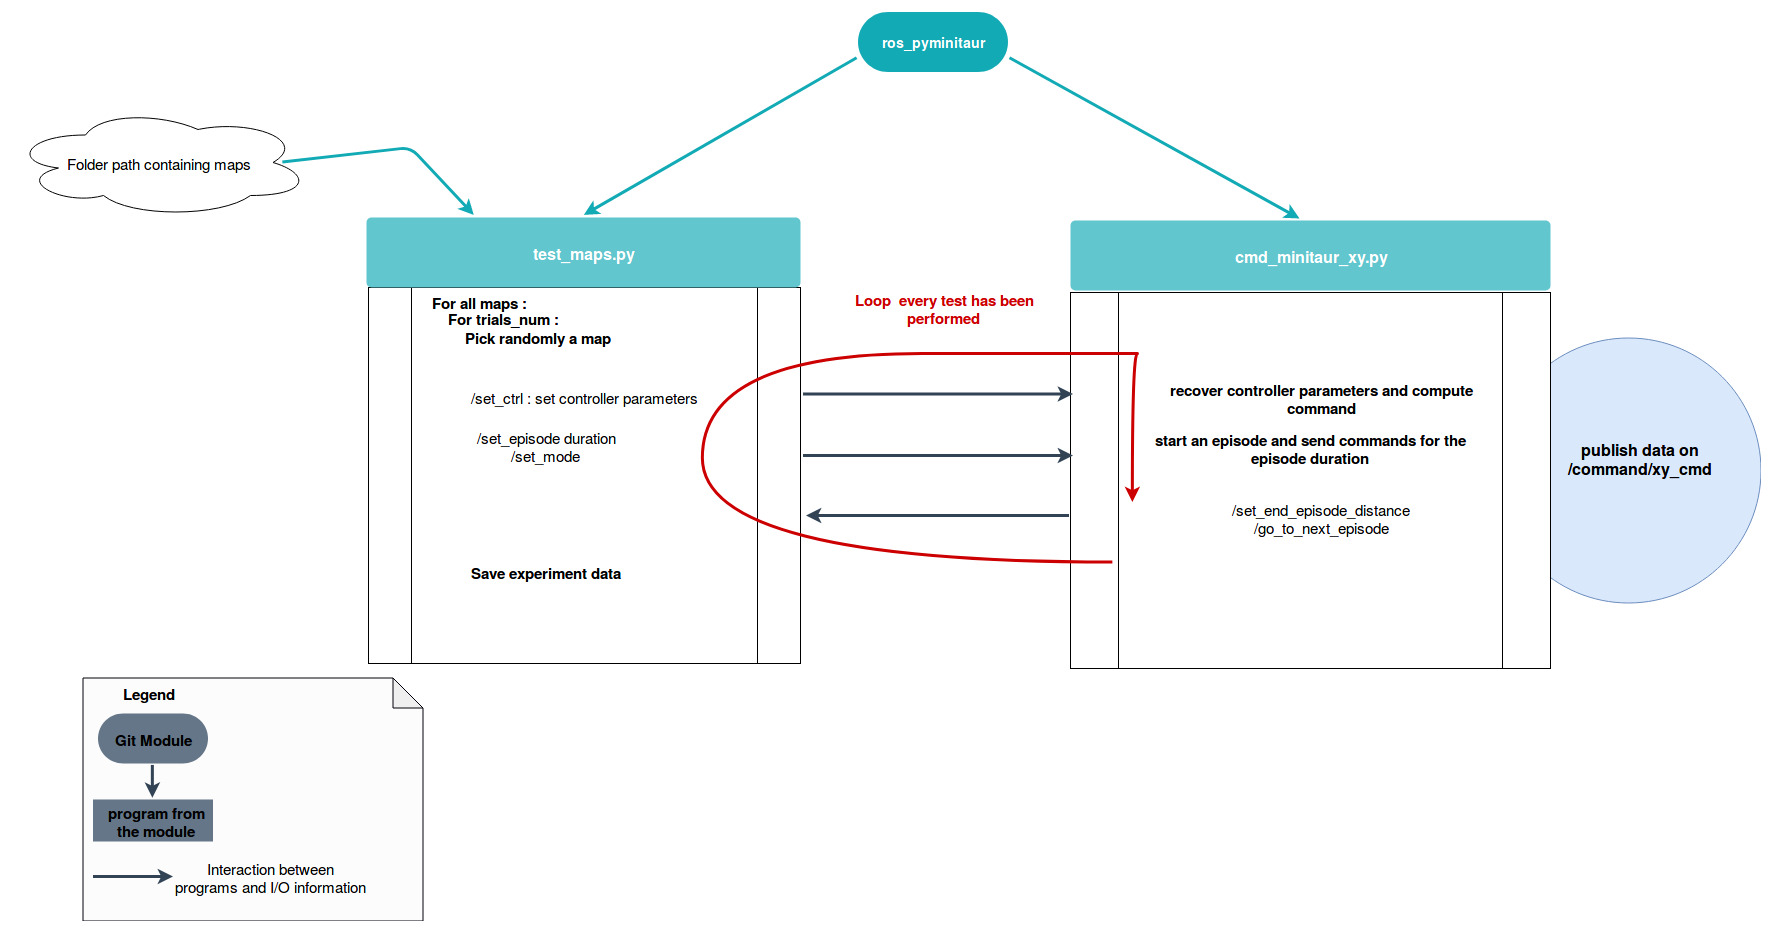 ros_pyminitaur
Folder path containing maps
test_maps.py
For all maps :
For trials_num :
Pick randomly a map
/set_ctrl : set controller parameters
/set_episode duration
/set_mode
Save experiment data
Loop  every test has been
performed
cmd_minitaur_xy.py
recover controller parameters and compute
command
start an episode and send commands for the
episode duration
/set_end_episode_distance
/go_to_next_episode
publish data on
/command/xy_cmd
Legend
Git Module
program from
the module
Interaction between
programs and I/O information